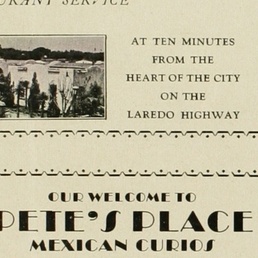 SERVICE
AT TEN MINUTES
FROM THE
HEART OF THE CITY
ON THE
LAREDO HIGHWAY
OUR WELCOME TO
PETE'S PLACE
MEXICAN CURIOS